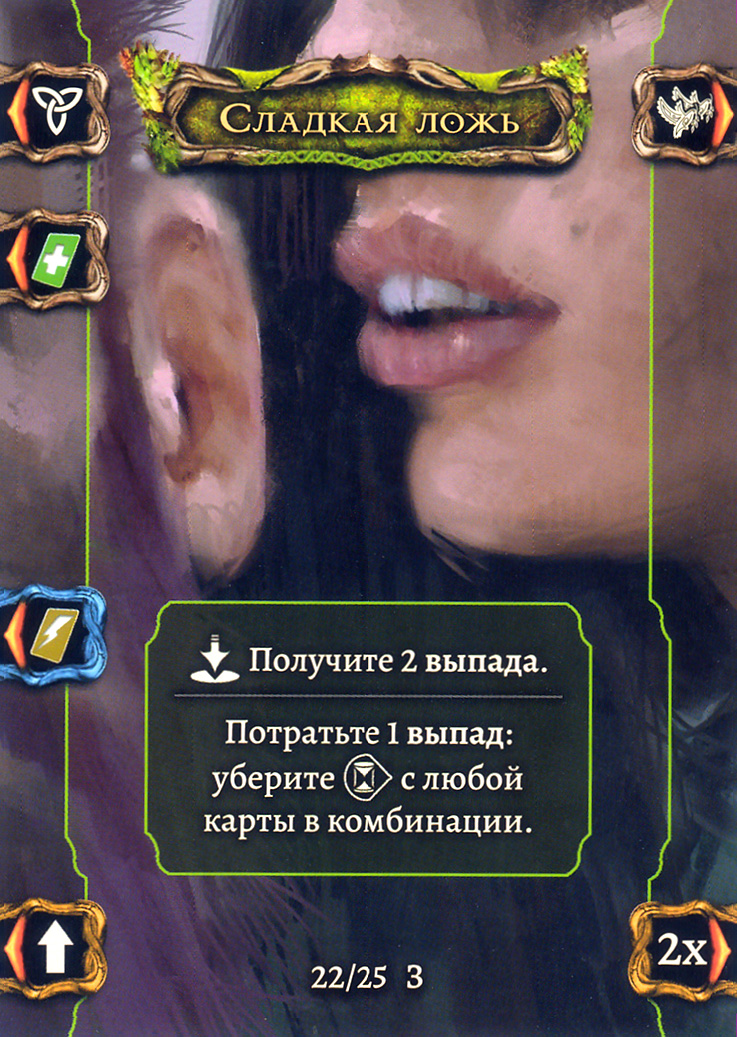 Сладкая ложь
Получите 2 выпада.
Потратьте 1 выпад:
уберите с любой
карты в комбинации.
2x
22/25 3